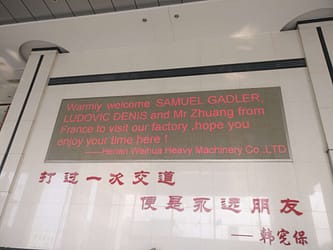 Warmly welcome SAMUEL GADLER,
LUDOVIC DENIS and Mr Zhuang from
France to visit our factory ,hope you
enjoy your time here !
——Henan Weihua Heavy Machinery Co.,LTD
打过一次交道
便是永远朋友
——韩宪保